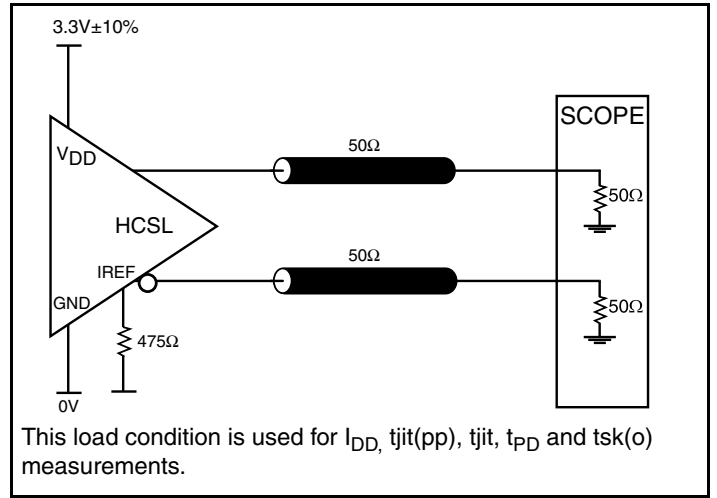 3.3V±10%
SCOPE
50Ω
VDD
50Ω
HCSL
50Ω
IREF
GND
50Ω
475Ω
0V
This load condition is used for IDD, tjit(pp), tjit, tPD and tsk(o)
measurements.